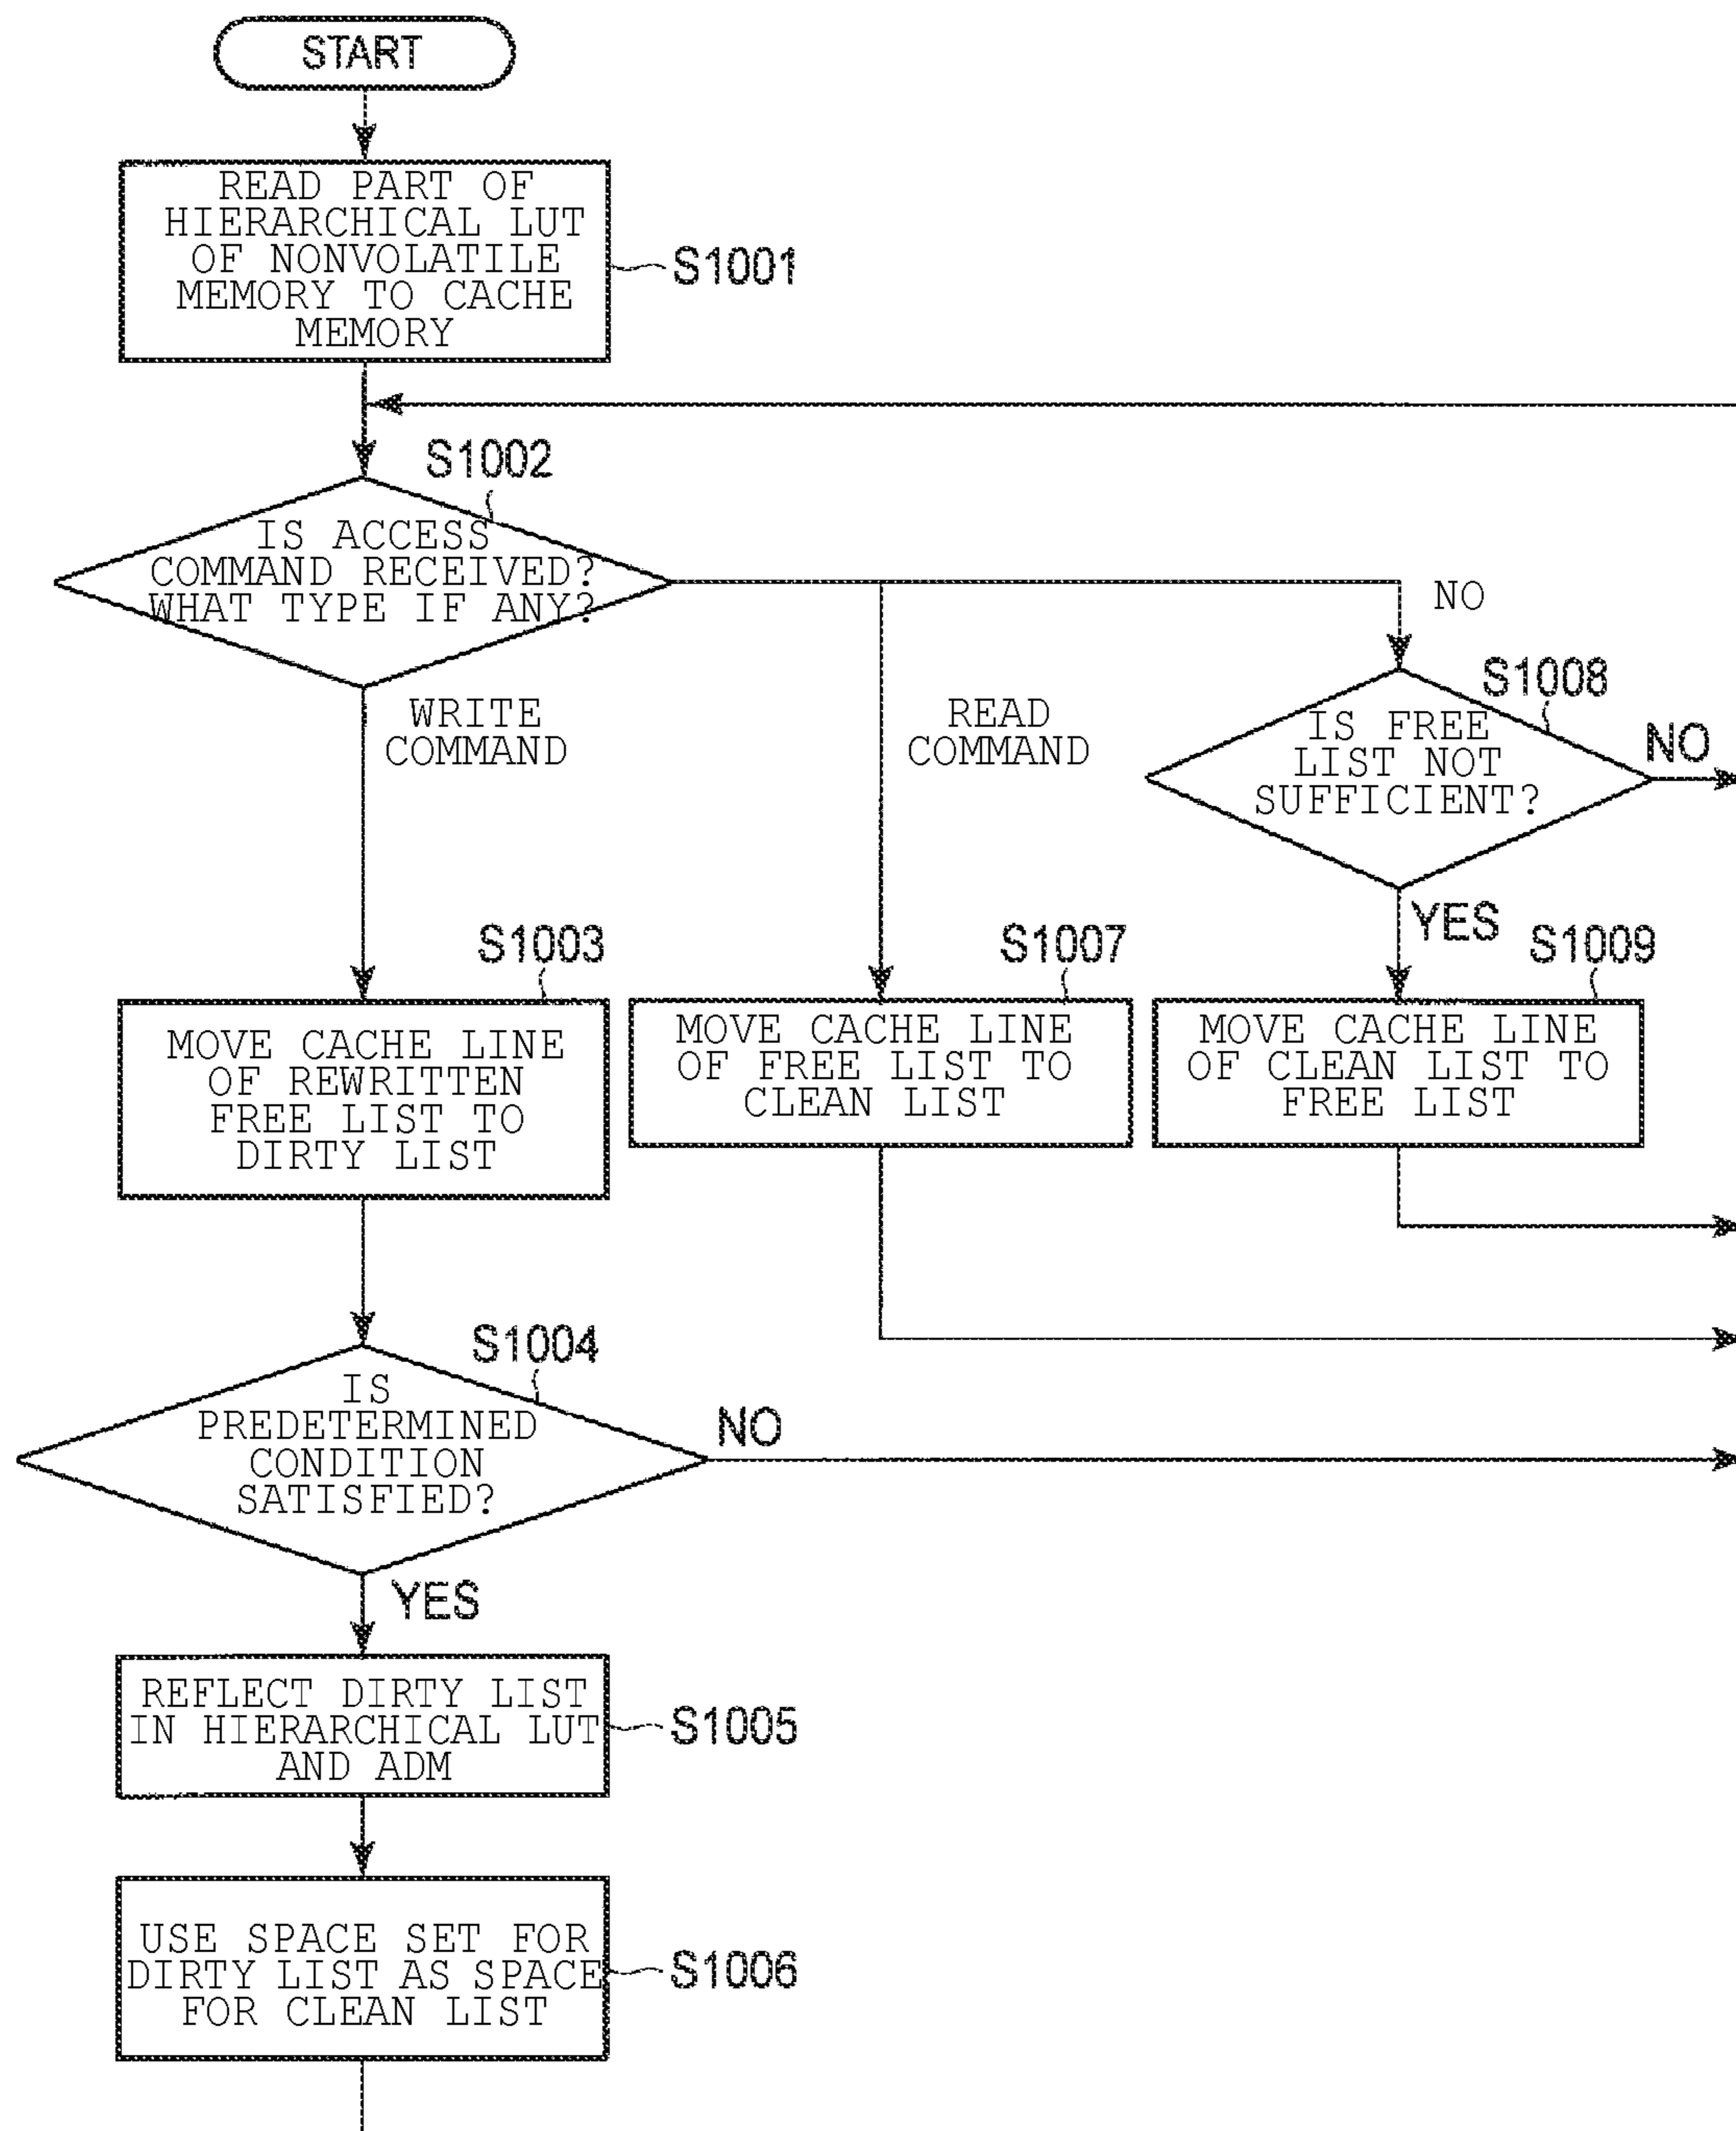 START
READ PART OF
HIERARCHICAL LUT
OF NONVOLATILE
MEMORY TO CACHE
MEMORY
S1001
S1002
IS ACCESS
COMMAND RECEIVED?
WHAT TYPE IF ANY?
NO
WRITE
COMMAND
READ
COMMAND
S1008
IS FREE
LIST NOT
SUFFICIENT?
NO
YES
S1003
MOVE CACHE LINE
OF REWRITTEN
FREE LIST TO
DIRTY LIST
S1007
MOVE CACHE LINE
OF FREE LIST TO
CLEAN LIST
S1009
MOVE CACHE LINE
OF CLEAN LIST TO
FREE LIST
S1004
IS
PREDETERMINED
CONDITION
SATISFIED?
NO
YES
REFLECT DIRTY LIST
IN HIERARCHICAL LUT
AND ADM
S1005
USE SPACE SET FOR
DIRTY LIST AS SPACE
FOR CLEAN LIST
S1006